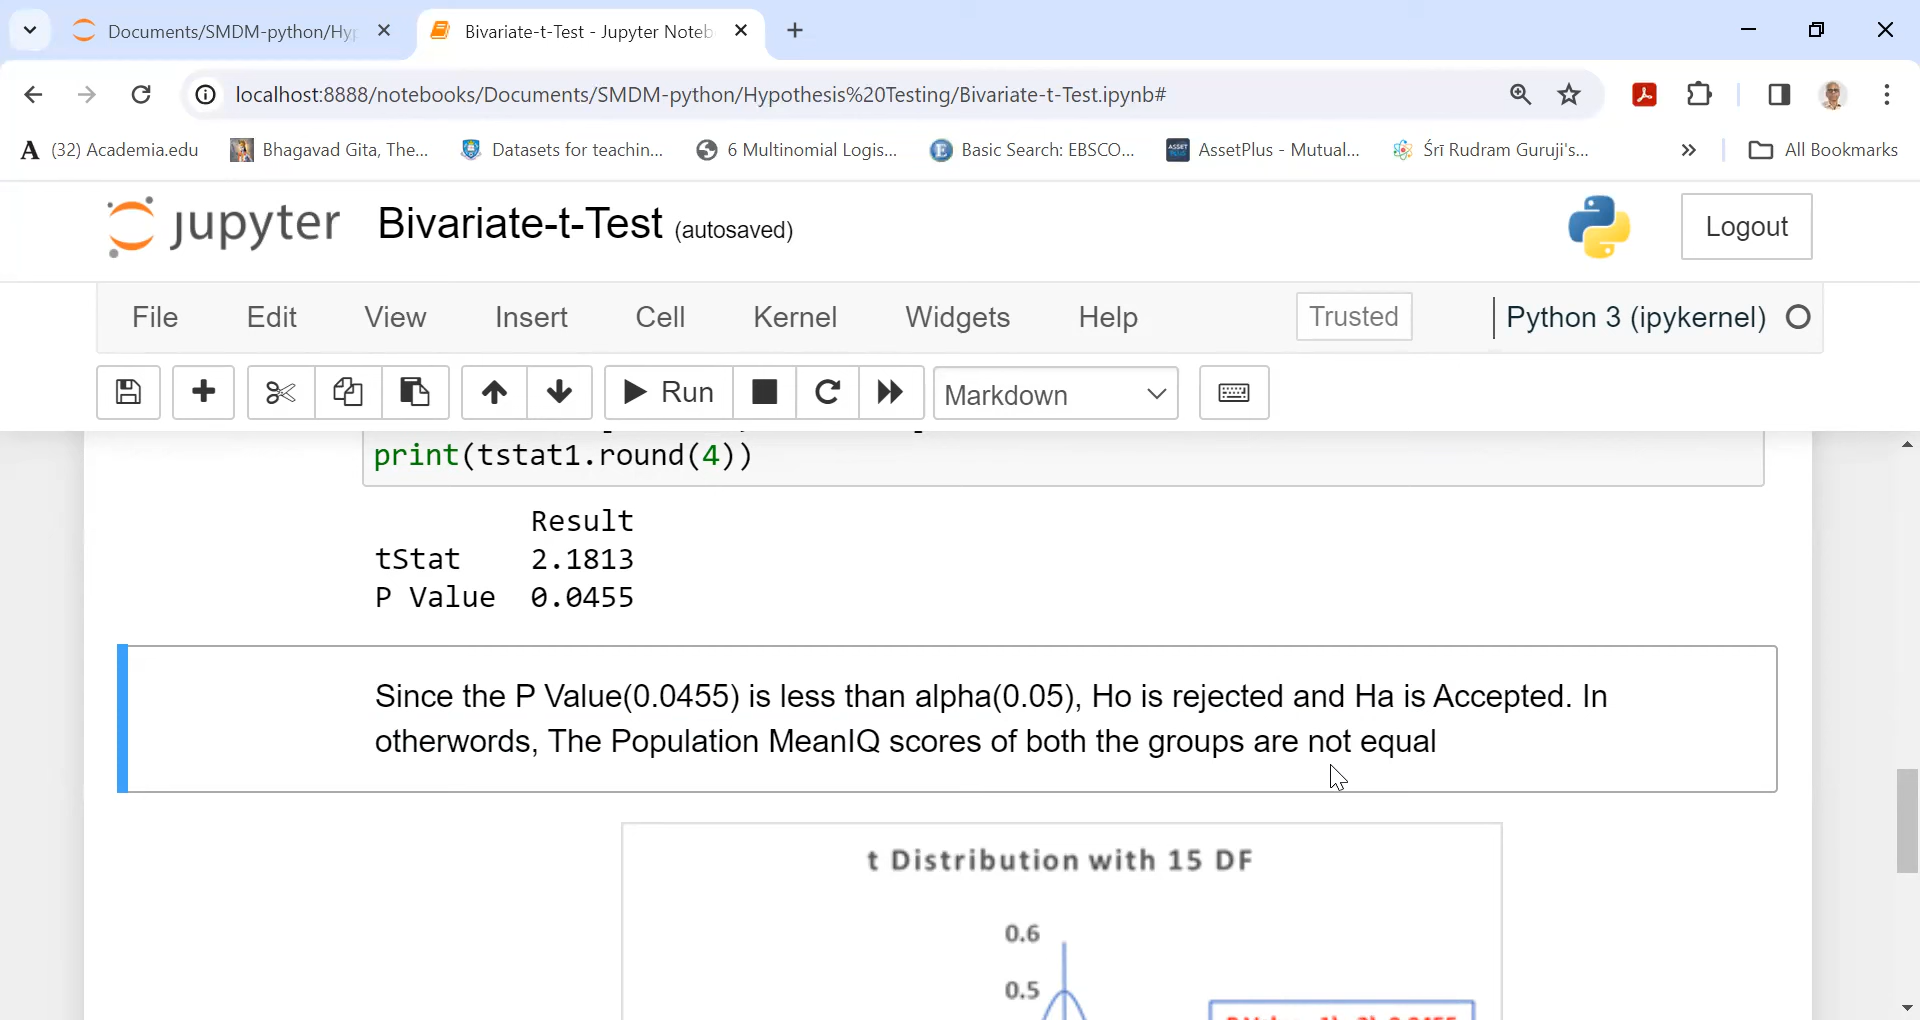 Documents/SMDM-python/Hyp
Bivariate-t-Test - Jupyter Noteb
localhost:8888/notebooks/Documents/SMDM-python/Hypothesis%20Testing/Bivariate-t-Test.ipynb#
A (32) Academia.edu
Bhagavad Gita, The...
Datasets for teachin...
6 Multinomial Logis...
Basic Search: EBSCO...
AssetPlus - Mutual...
Śrī Rudram Guruji's...
» All Bookmarks
jupyter Bivariate-t-Test (autosaved)
Logout
File Edit View Insert Cell Kernel Widgets Help Trusted Python 3 (ipykernel)
Run Markdown
print(tstat1.round(4))
Result
tStat 2.1813
P Value 0.0455
Since the P Value(0.0455) is less than alpha(0.05), Ho is rejected and Ha is Accepted. In
otherwords, The Population MeanIQ scores of both the groups are not equal
t Distribution with 15 DF
0.6
0.5